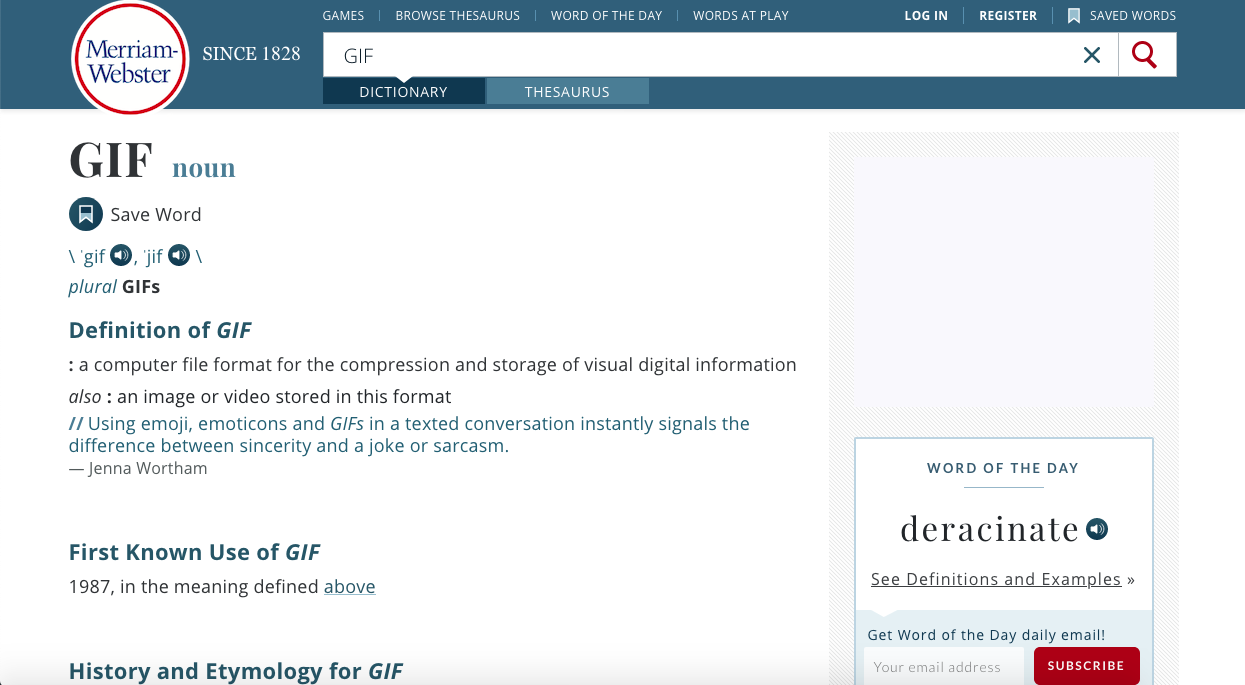 GAMES
BROWSE THESAURUS
WORD OF THE DAY
WORDS AT PLAY
LOG IN
REGISTER
SAVED WORDS
Merriam-
Webster
SINCE 1828
GIF
DICTIONARY
THESAURUS
GIF noun
Save Word
\ ˈgif , ˈjif \
plural GIFs
Definition of GIF
: a computer file format for the compression and storage of visual digital information
also : an image or video stored in this format
// Using emoji, emoticons and GIFs in a texted conversation instantly signals the
difference between sincerity and a joke or sarcasm.
— Jenna Wortham
First Known Use of GIF
1987, in the meaning defined above
History and Etymology for GIF
WORD OF THE DAY
deracinate
See Definitions and Examples »
Get Word of the Day daily email!
Your email address
SUBSCRIBE